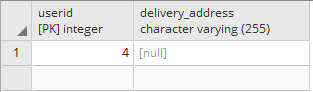 userid delivery_address
[PK] integer character varying (255)
1 4 [null]